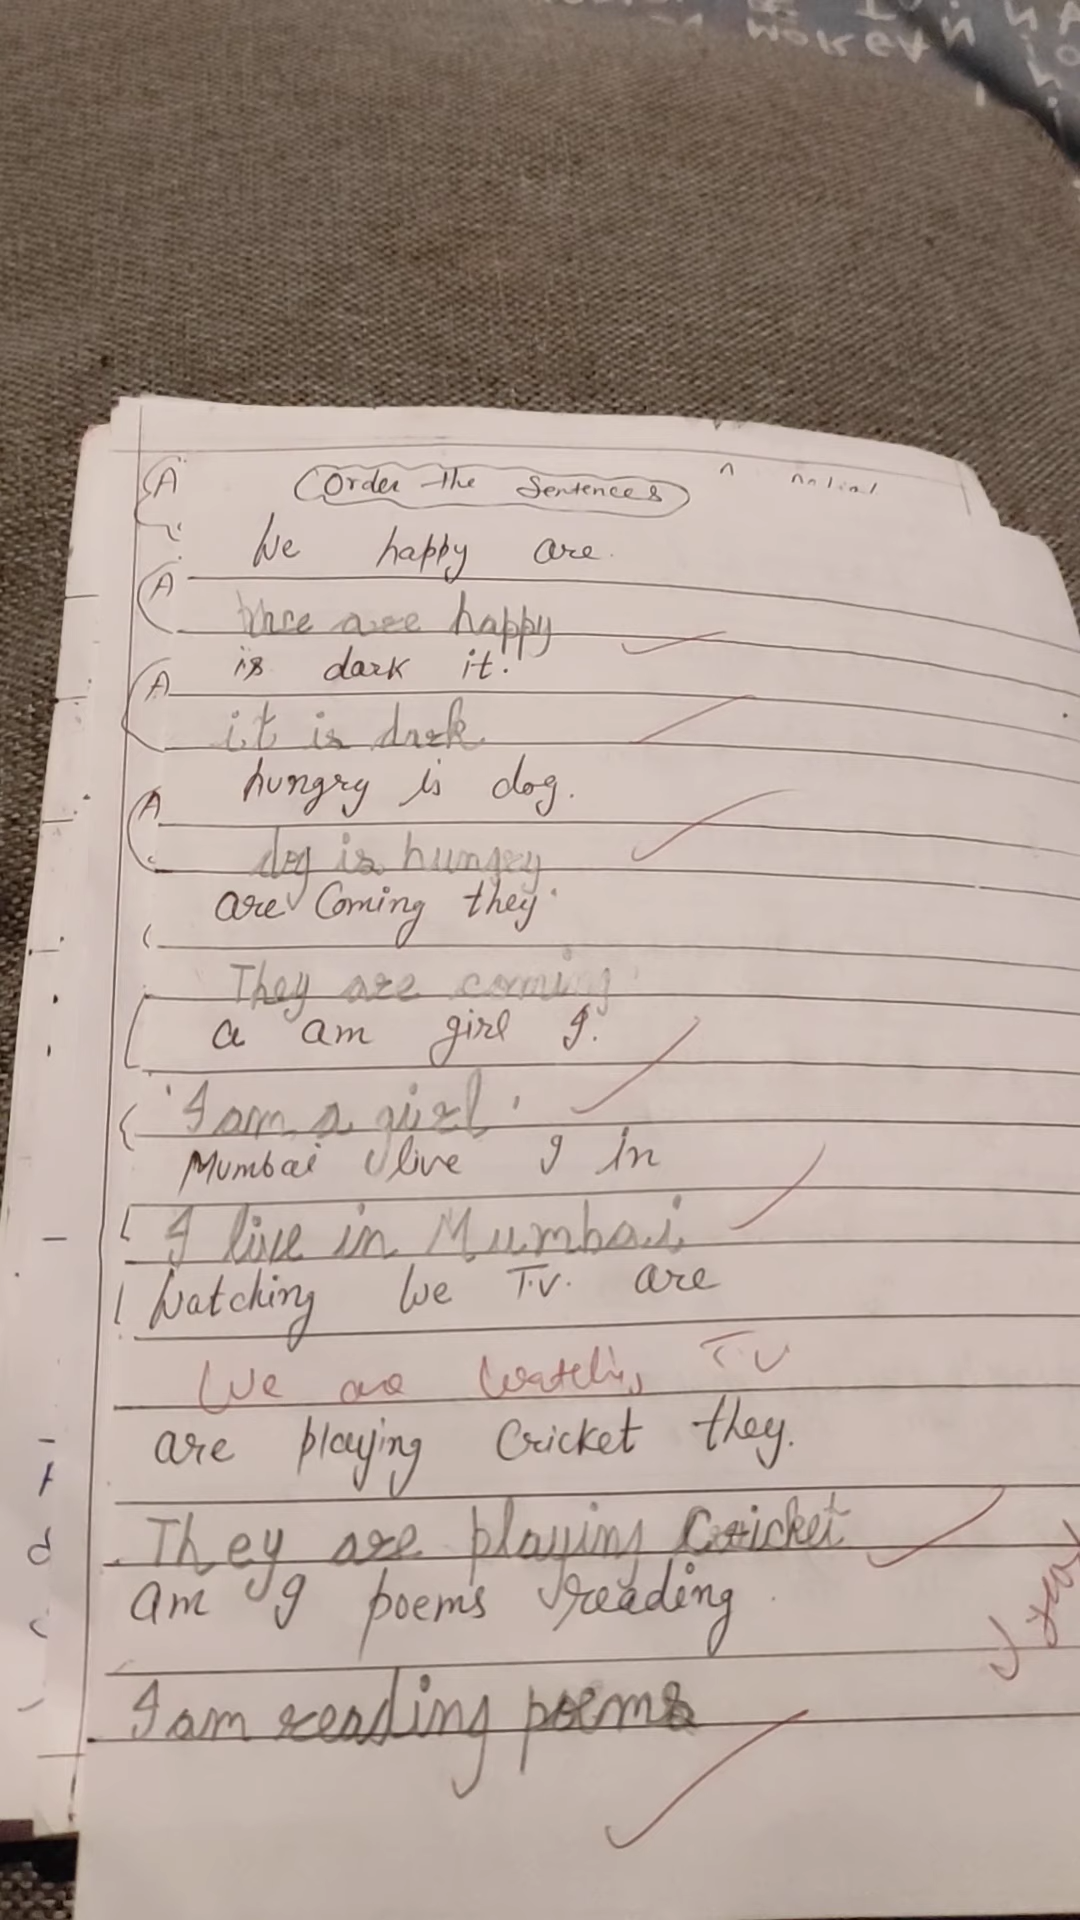 Order the Sentences
We happy are.
are happy
is dark it.
it is dark
hungry is dog.
dog is hungry
are coming they.
They are coming
a am girl I.
I am a girl.
Mumbai live I in
I live in Mumbai
watching we T.V. are
We are T.V
are playing cricket they.
They are playing Cricket
am I poems reading.
I am reading poems